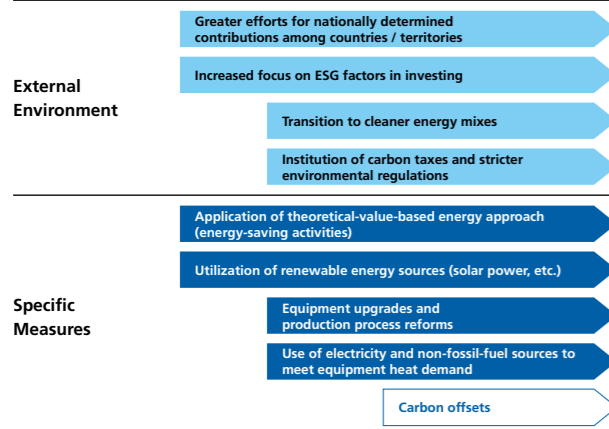 Greater efforts for nationally determined
contributions among countries / territories
Increased focus on ESG factors in investing
External
Environment
Transition to cleaner energy mixes
Institution of carbon taxes and stricter
environmental regulations
Application of theoretical-value-based energy approach
(energy-saving activities)
Utilization of renewable energy sources (solar power, etc.)
Specific
Measures
Equipment upgrades and
production process reforms
Use of electricity and non-fossil-fuel sources to
meet equipment heat demand
Carbon offsets